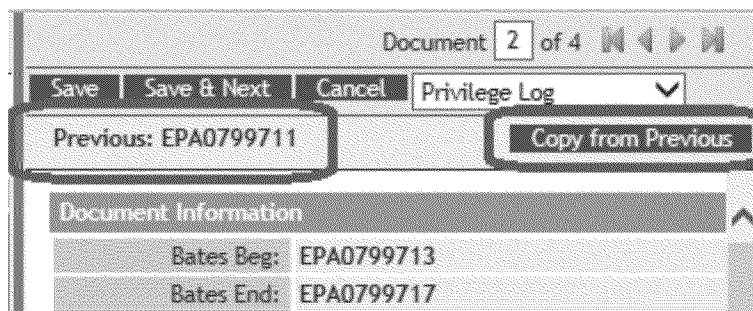 Document 2 of 4
Save Save & Next Cancel Privilege Log
Previous: EPA0799711 Copy from Previous
Document Information
Bates Beg: EPA0799713
Bates End: EPA0799717